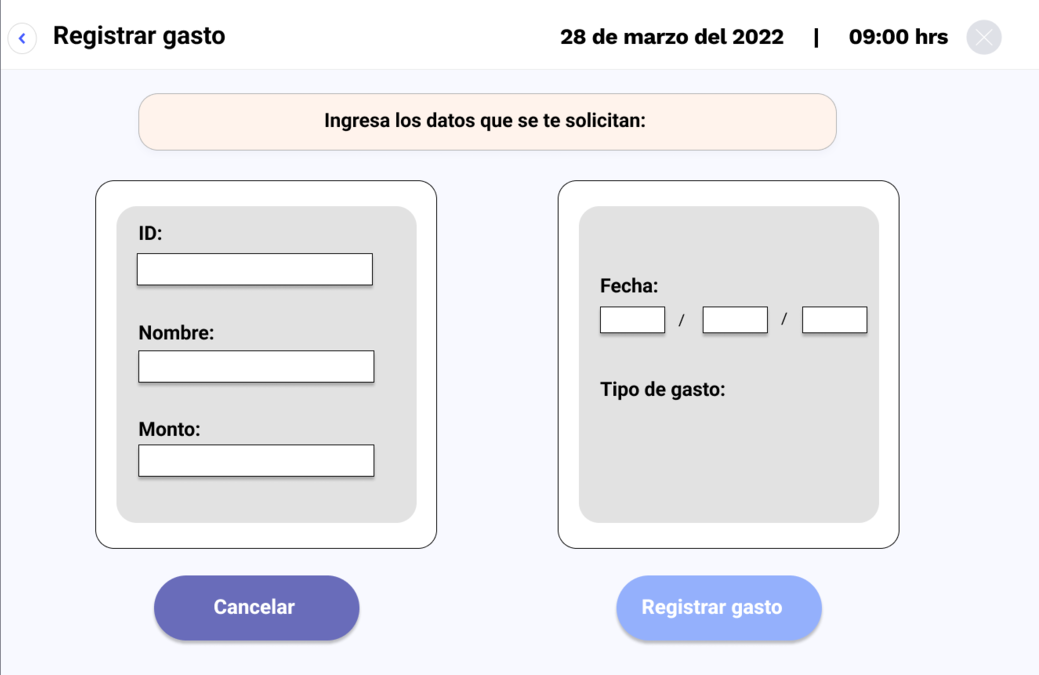 Registrar gasto
28 de marzo del 2022 | 09:00 hrs
Ingresa los datos que se te solicitan:
ID:
Nombre:
Monto:
Fecha:
/ /
Tipo de gasto:
Cancelar
Registrar gasto